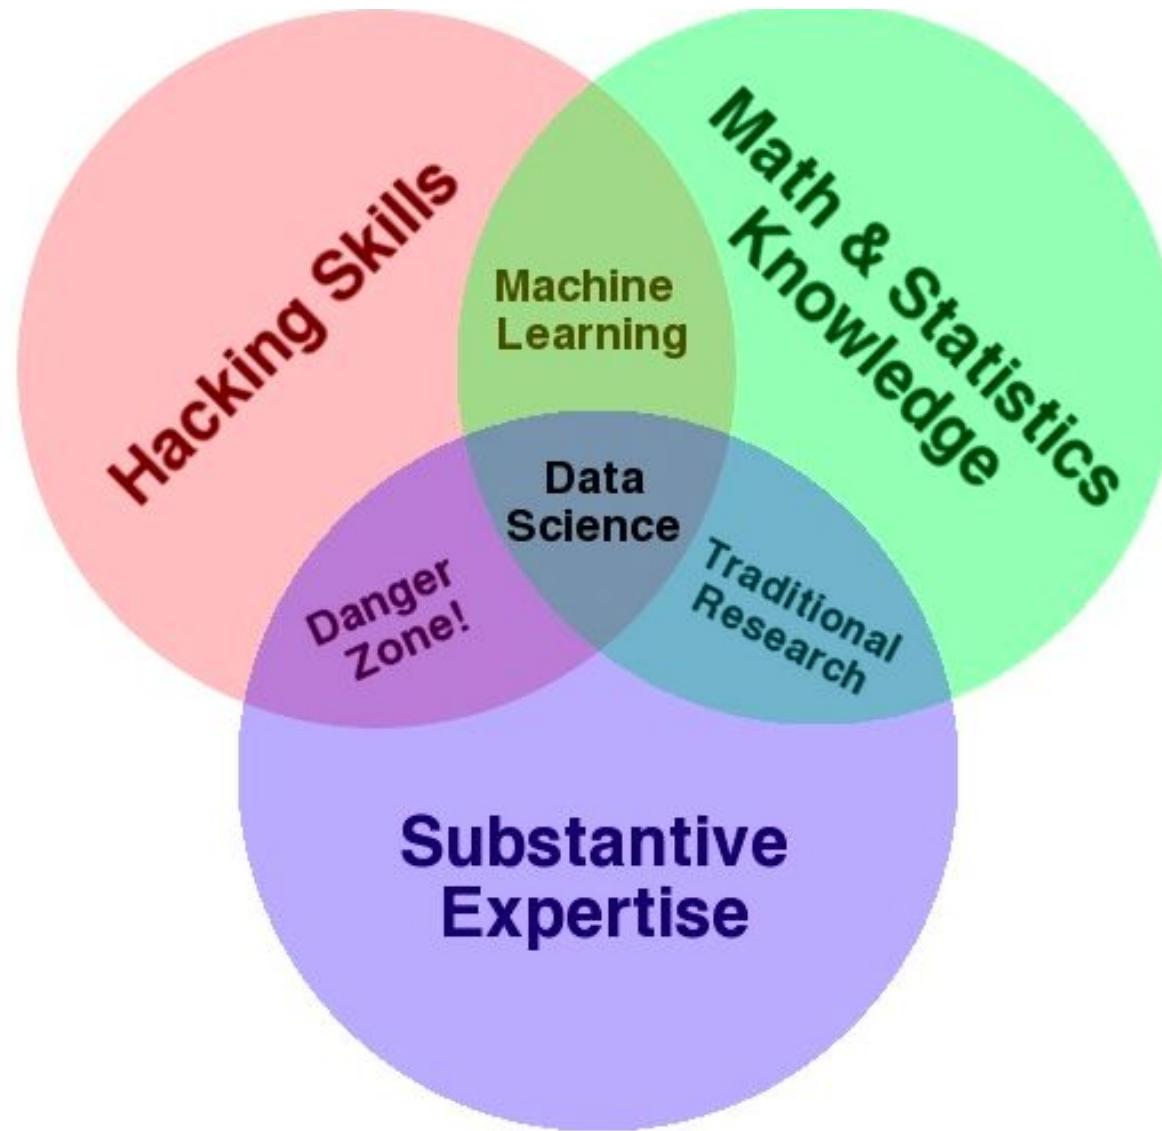 Hacking Skills
Math & Statistics
Knowledge
Machine
Learning
Data
Science
Danger
Zone!
Traditional
Research
Substantive
Expertise